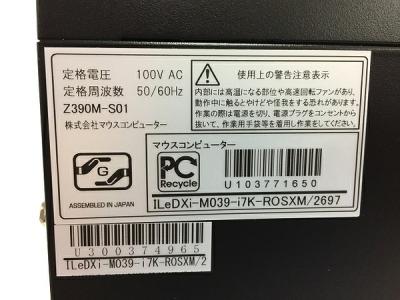 定格電圧 100V AC
定格周波数 50/60Hz
Z390M-S01
株式会社マウスコンピューター
使用上の警告注意表示
内部には高温になる部位や高速回転ファンがあり、
動作中に触るとやけどや怪我をする恐れがあります。
作業の際は電源を切り、電源プラグをコンセントから
抜いて、作業用手袋等を着用して作業してください。
G
ASSEMBLED IN JAPAN
マウスコンピューター
PC
Recycle
U103771650
ILeDXi-M039-i7K-ROSXM/2697
U300374965
ILeDXi-M039-i7K-ROSXM/2